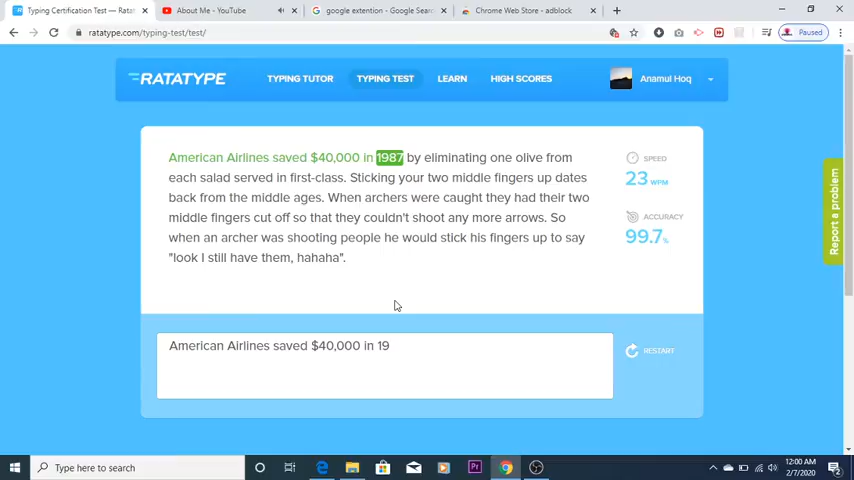 Typing Certification Test — Ratat
About Me - YouTube
google extention - Google Sear
Chrome Web Store - adblock
ratatype.com/typing-test/test/
Paused
RATATYPE
TYPING TUTOR
TYPING TEST
LEARN
HIGH SCORES
Anamul Hoq
American Airlines saved $40,000 in 1987 by eliminating one olive from
each salad served in first-class. Sticking your two middle fingers up dates
back from the middle ages. When archers were caught they had their two
middle fingers cut off so that they couldn't shoot any more arrows. So
when an archer was shooting people he would stick his fingers up to say
"look I still have them, hahaha".
SPEED
23 WPM
ACCURACY
99.7%
Report a problem
American Airlines saved $40,000 in 19
RESTART
Type here to search
Pr
12:00 AM
2/7/2020
2